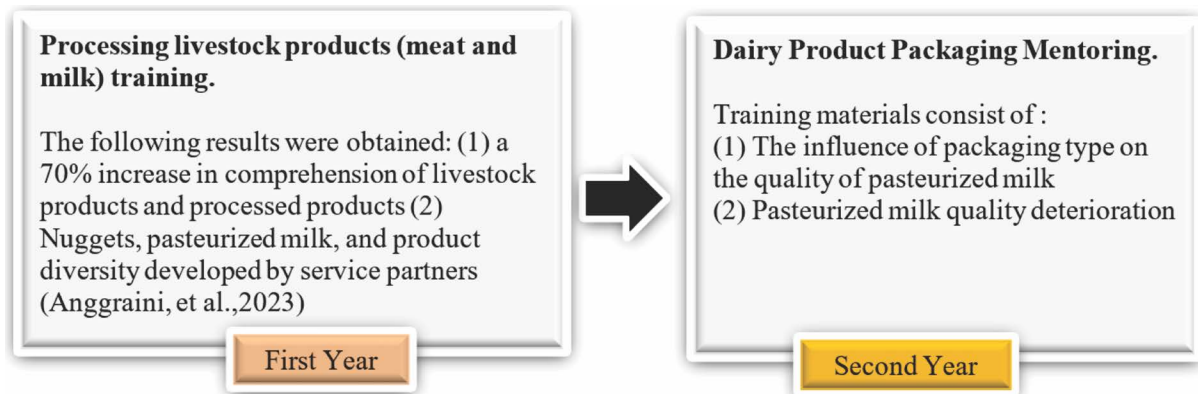 Processing livestock products (meat and
milk) training.
The following results were obtained: (1) a
70% increase in comprehension of livestock
products and processed products (2)
Nuggets, pasteurized milk, and product
diversity developed by service partners
(Anggraini, et al.,2023)
First Year
Dairy Product Packaging Mentoring.
Training materials consist of :
(1) The influence of packaging type on
the quality of pasteurized milk
(2) Pasteurized milk quality deterioration
Second Year